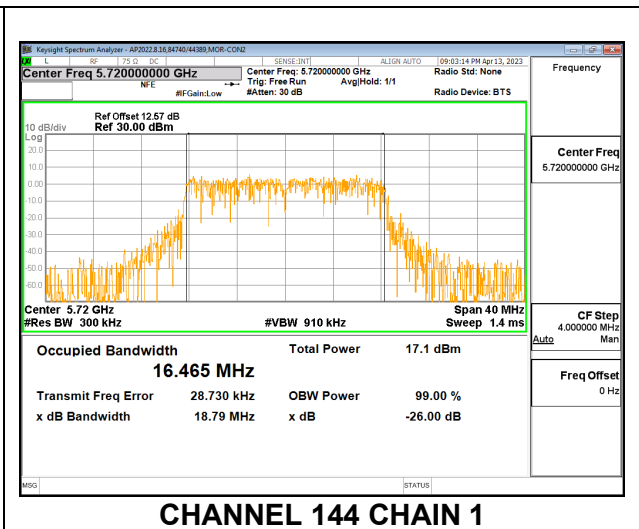 Keysight Spectrum Analyzer - AP2022.8.16,84740/44389,MOR-CON2
L RF 75 Ω DC SENSE:INT ALIGN AUTO 09:03:14 PM Apr 13, 2023
Center Freq 5.720000000 GHz Center Freq: 5.720000000 GHz Radio Std: None Frequency
NFE Trig: Free Run Avg|Hold: 1/1
#IFGain:Low #Atten: 30 dB Radio Device: BTS
Ref Offset 12.57 dB
10 dB/div Ref 30.00 dBm
Log
20.0
10.0
0.00
-10.0
-20.0
-30.0
-40.0
-50.0
-60.0
Center Freq
5.720000000 GHz
Center 5.72 GHz Span 40 MHz
#Res BW 300 kHz #VBW 910 kHz Sweep 1.4 ms
CF Step
4.000000 MHz
Auto Man
Occupied Bandwidth Total Power 17.1 dBm
16.465 MHz
Freq Offset
0 Hz
Transmit Freq Error 28.730 kHz OBW Power 99.00 %
x dB Bandwidth 18.79 MHz x dB -26.00 dB
MSG STATUS
CHANNEL 144 CHAIN 1